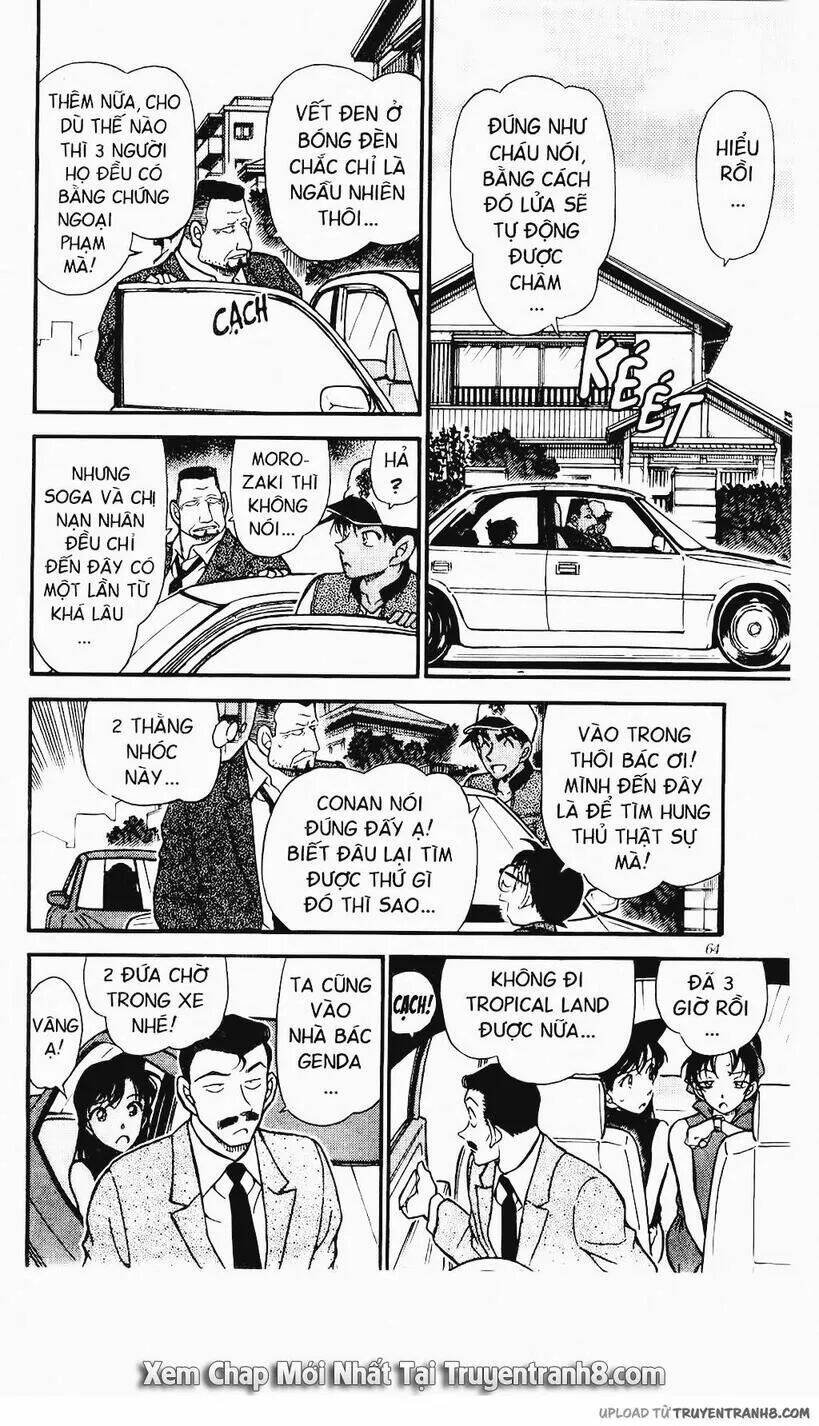 HIỂU
RỒI
...
ĐÚNG NHƯ
CHÁU NÓI,
BẰNG CÁCH
ĐÓ LỬA SẼ
TỰ ĐỘNG
ĐƯỢC
CHÂM
...
KÉÉT
VẾT ĐEN Ở
BÓNG ĐÈN
CHẮC CHỈ LÀ
NGẪU NHIÊN
THÔI...
THÊM NỮA, CHO
DÙ THẾ NÀO
THÌ 3 NGƯỜI
HỌ ĐỀU CÓ
BẰNG CHỨNG
NGOẠI
PHẠM
MÀ!
CẠCH
HẢ
?
MORO-
ZAKI THÌ
KHÔNG
NÓI...
NHƯNG
SOGA VÀ CHỊ
NẠN NHÂN
ĐỀU CHỈ
ĐẾN ĐÂY CÓ
MỘT LẦN TỪ
KHÁ LÂU
...
VÀO TRONG
THÔI BÁC ƠI!
MÌNH ĐẾN ĐÂY
LÀ ĐỂ TÌM HUNG
THỦ THẬT SỰ
MÀ!
CONAN NÓI
ĐÚNG ĐẤY Ạ!
BIẾT ĐÂU LẠI TÌM
ĐƯỢC THỨ GÌ
ĐÓ THÌ SAO...
2 THẰNG
NHÓC
NÀY...
64
ĐÃ 3
GIỜ RỒI
...
KHÔNG ĐI
TROPICAL LAND
ĐƯỢC NỮA...
CẠCH!
TA CŨNG
VÀO
NHÀ BÁC
GENDA
...
2 ĐỨA CHỜ
TRONG XE
NHÉ!
VÂNG
Ạ!
Xem Chap Mới Nhất Tại Truyentranh8.com
UPLOAD TỪ TRUYENTRANH8.COM